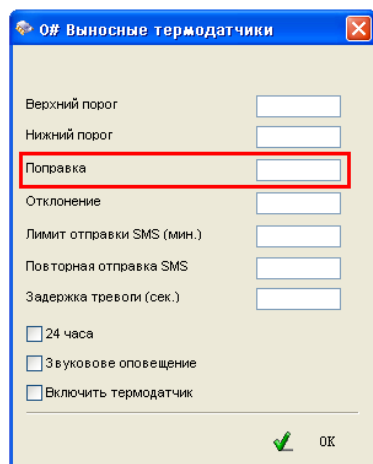 0# Выносные термодатчики
Верхний порог
Нижний порог
Поправка
Отклонение
Лимит отправки SMS (мин.)
Повторная отправка SMS
Задержка тревоги (сек.)
24 часа
Звуковове оповещение
Включить термодатчик
OK